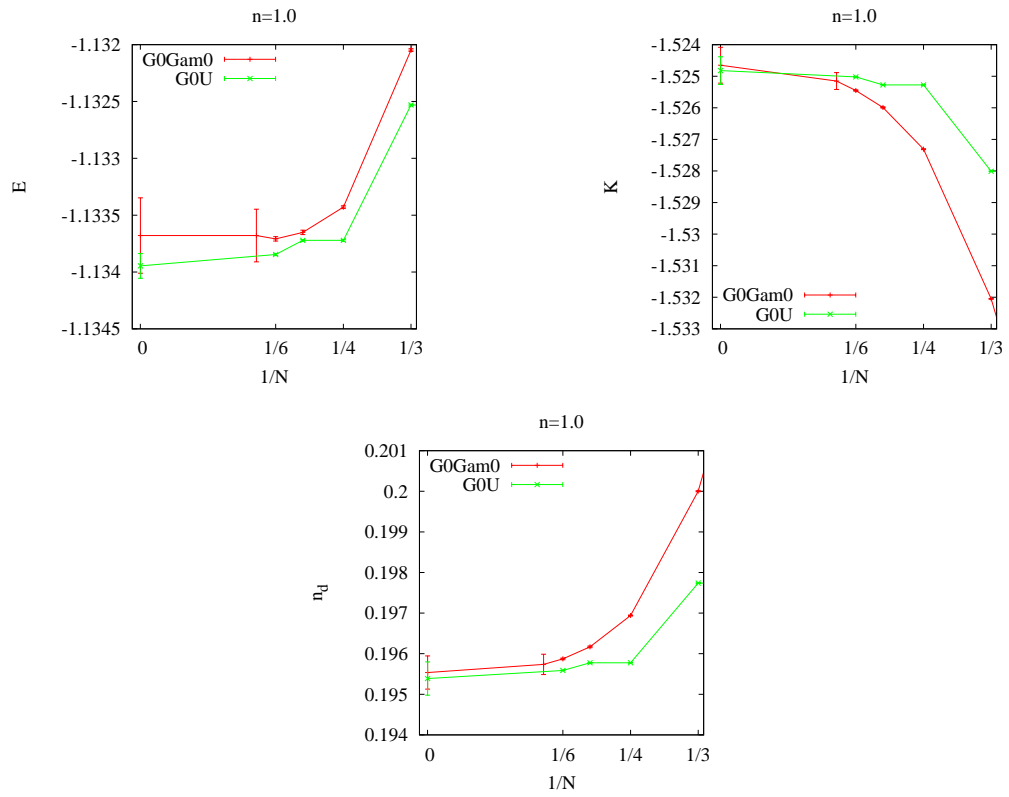 n=1.0
-1.132
-1.1325
-1.133
-1.1335
-1.134
-1.1345
E
G0Gam0
G0U
0
1/6
1/4
1/3
1/N
n=1.0
-1.524
-1.525
-1.526
-1.527
-1.528
-1.529
-1.53
-1.531
-1.532
-1.533
K
G0Gam0
G0U
0
1/6
1/4
1/3
1/N
n=1.0
0.201
0.2
0.199
0.198
0.197
0.196
0.195
0.194
n_d
G0Gam0
G0U
0
1/6
1/4
1/3
1/N